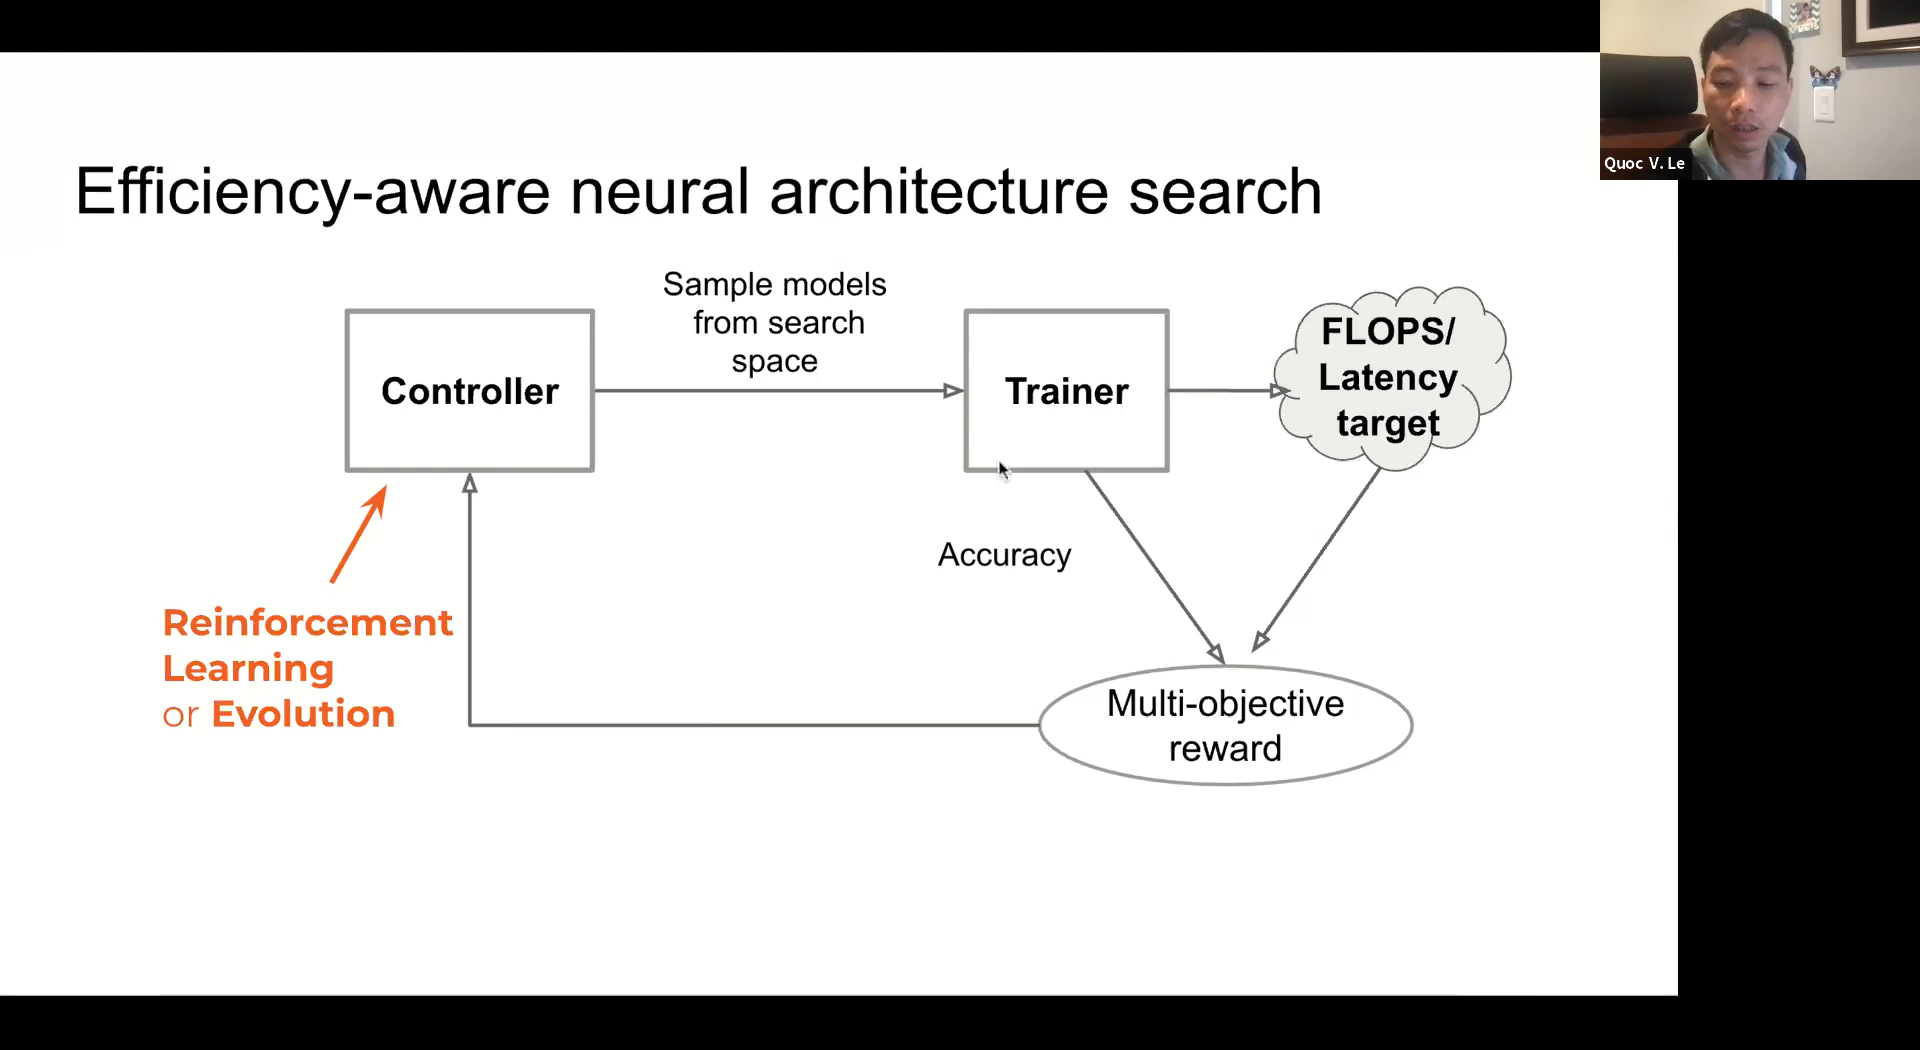 Quoc V. Le
Efficiency-aware neural architecture search
Sample models
from search
space
Controller
Trainer
FLOPS/
Latency
target
Accuracy
Reinforcement
Learning
or Evolution
Multi-objective
reward